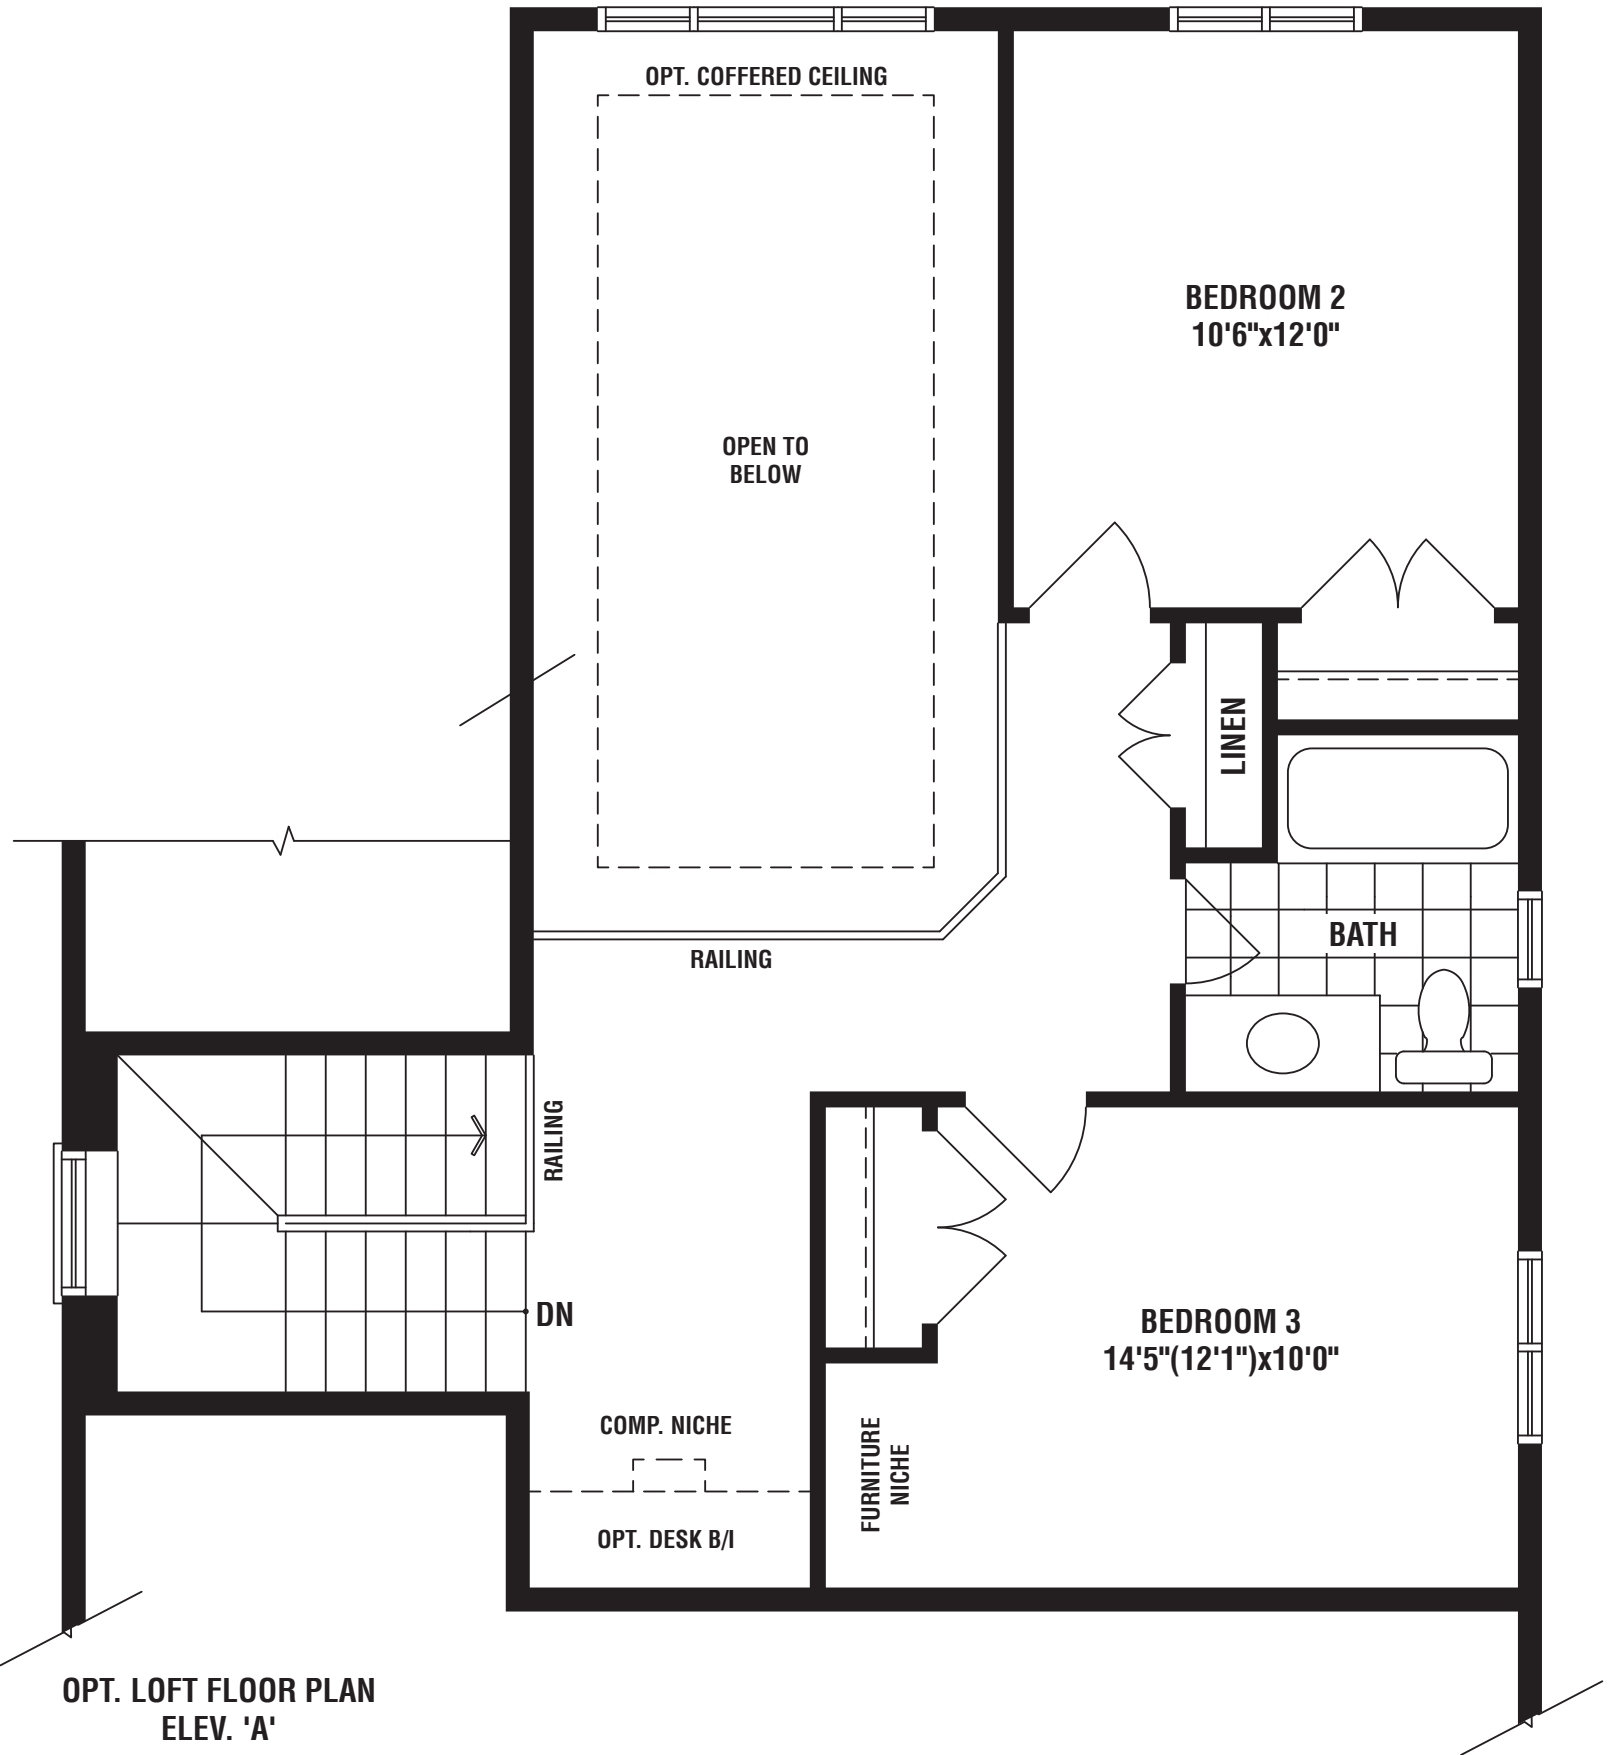 OPT. COFFERED CEILING
BEDROOM 2
10'6"x12'0"
OPEN TO
BELOW
LINEN
BATH
RAILING
RAILING
DN
BEDROOM 3
14'5"(12'1")x10'0"
COMP. NICHE
FURNITURE
NICHE
OPT. DESK B/I
OPT. LOFT FLOOR PLAN
ELEV. 'A'